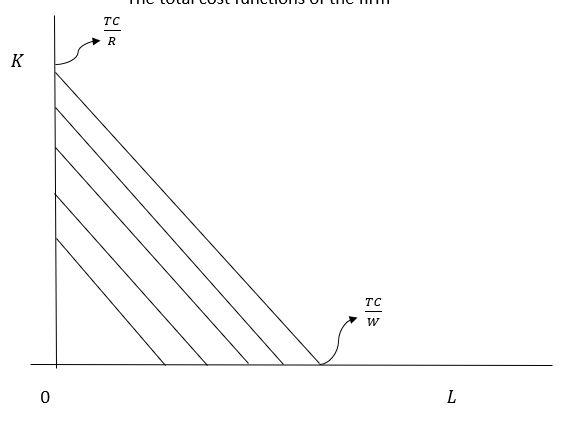 The total cost functions of the firm
TC
R
K
TC
W
0
L